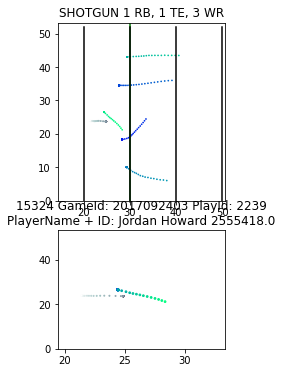 SHOTGUN 1 RB, 1 TE, 3 WR
50
40
30
20
10
0
20 30 40 50
15324 GameId: 2017092403 PlayId: 2239
PlayerName + ID: Jordan Howard 2555418.0
40
20
0
20 25 30